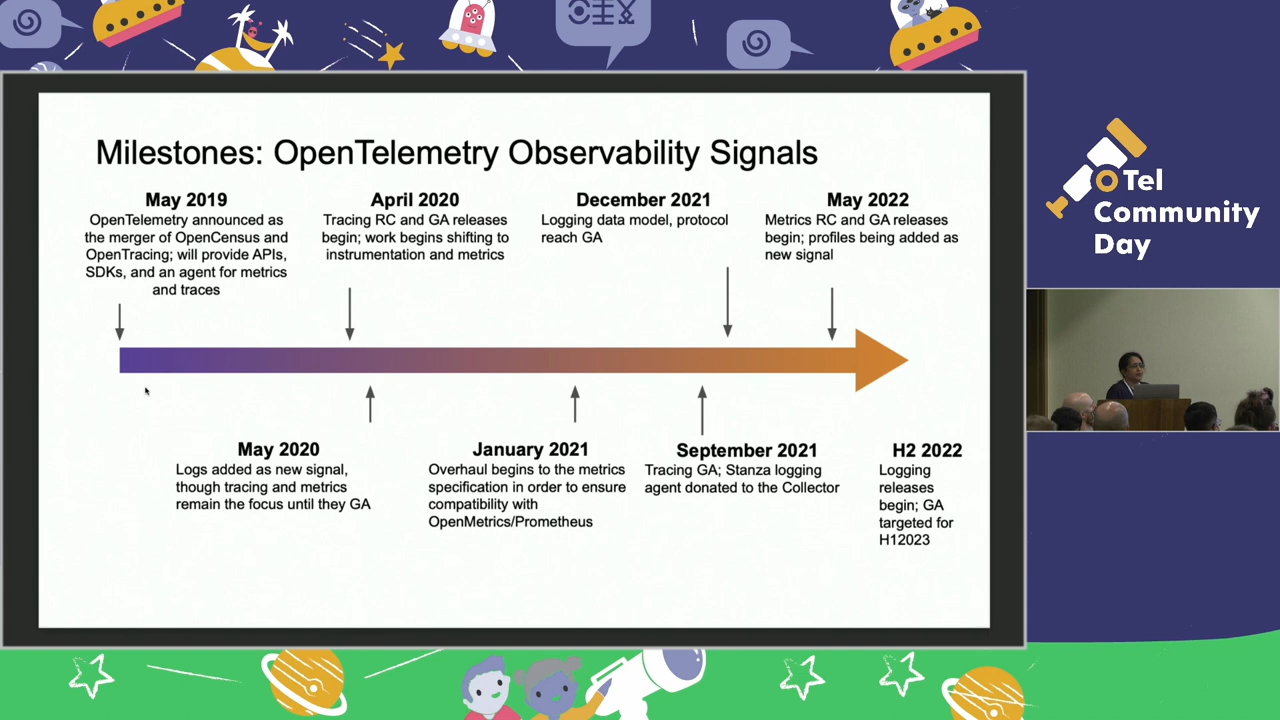 Milestones: OpenTelemetry Observability Signals
May 2019
OpenTelemetry announced as
the merger of OpenCensus and
OpenTracing; will provide APIs,
SDKs, and an agent for metrics
and traces
April 2020
Tracing RC and GA releases
begin; work begins shifting to
instrumentation and metrics
December 2021
Logging data model, protocol
reach GA
May 2022
Metrics RC and GA releases
begin; profiles being added as
new signal
May 2020
Logs added as new signal,
though tracing and metrics
remain the focus until they GA
January 2021
Overhaul begins to the metrics
specification in order to ensure
compatibility with
OpenMetrics/Prometheus
September 2021
Tracing GA; Stanza logging
agent donated to the Collector
H2 2022
Logging
releases
begin; GA
targeted for
H12023
OTel
Community
Day